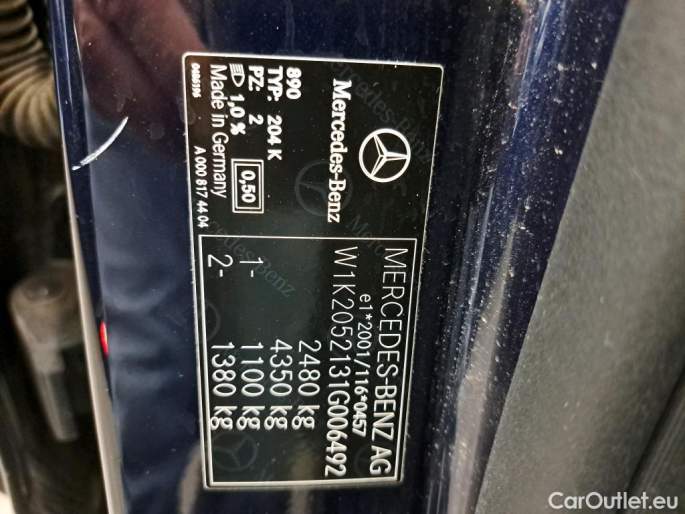 Mercedes-Benz
890
TYP: 204 K
PZ: 2
1,0 %
0,50
Made in Germany
A 000 817 44 04
MERCEDES-BENZ AG
e1*2001/116*0457
W1K2052131G006492
2480 kg
4350 kg
1- 1100 kg
2- 1380 kg
CarOutlet.eu